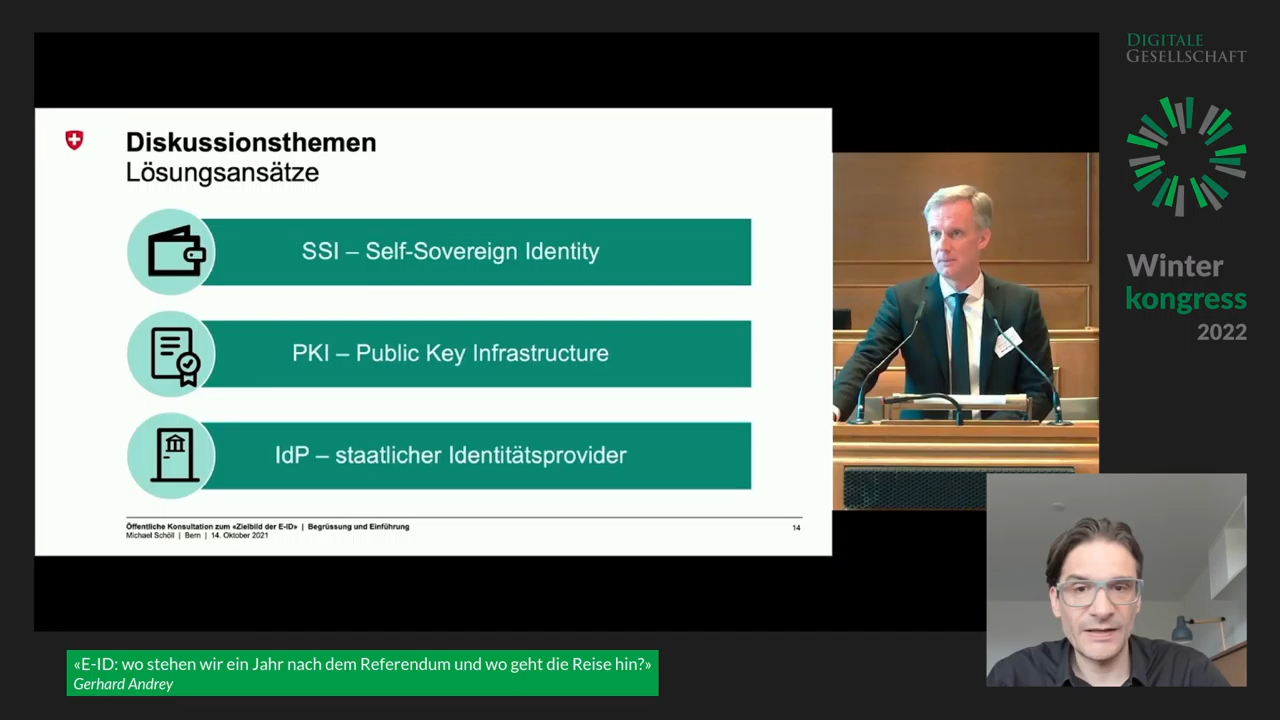 Diskussionsthemen
Lösungsansätze
SSI – Self-Sovereign Identity
PKI – Public Key Infrastructure
IdP – staatlicher Identitätsprovider
Öffentliche Konsultation zum «Zielbild der E-ID» | Begrüssung und Einführung
Michael Schöll | Bern | 14. Oktober 2021
14
DIGITALE
GESELLSCHAFT
Winter
kongress
2022
«E-ID: wo stehen wir ein Jahr nach dem Referendum und wo geht die Reise hin?»
Gerhard Andrey